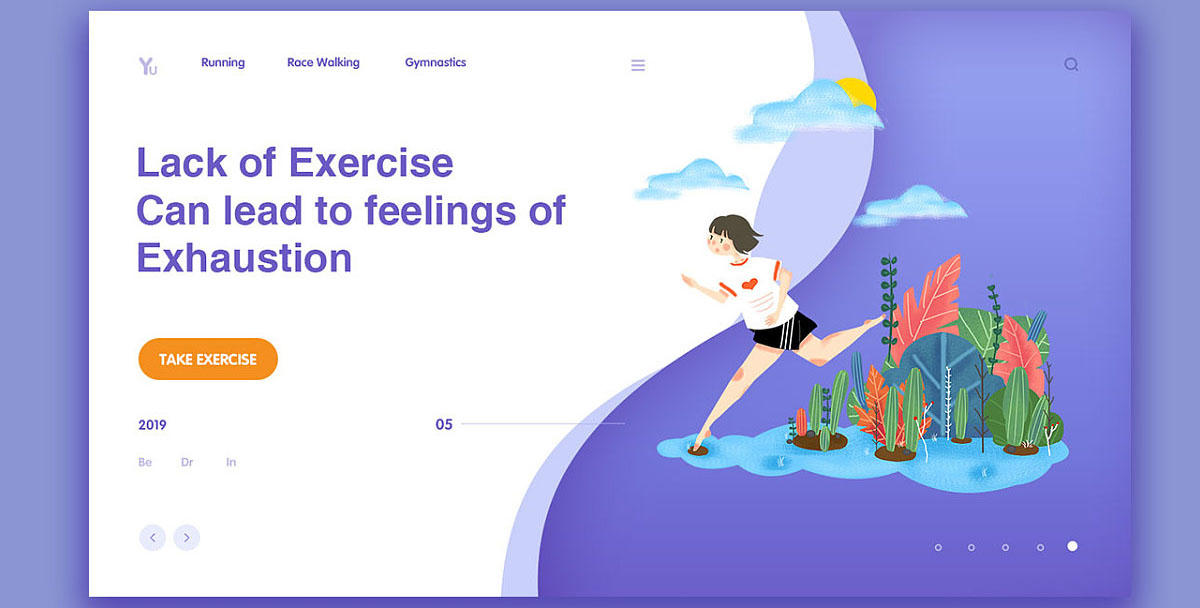 Yu
Running Race Walking Gymnastics
Lack of Exercise
Can lead to feelings of
Exhaustion
TAKE EXERCISE
2019
05
Be Dr In